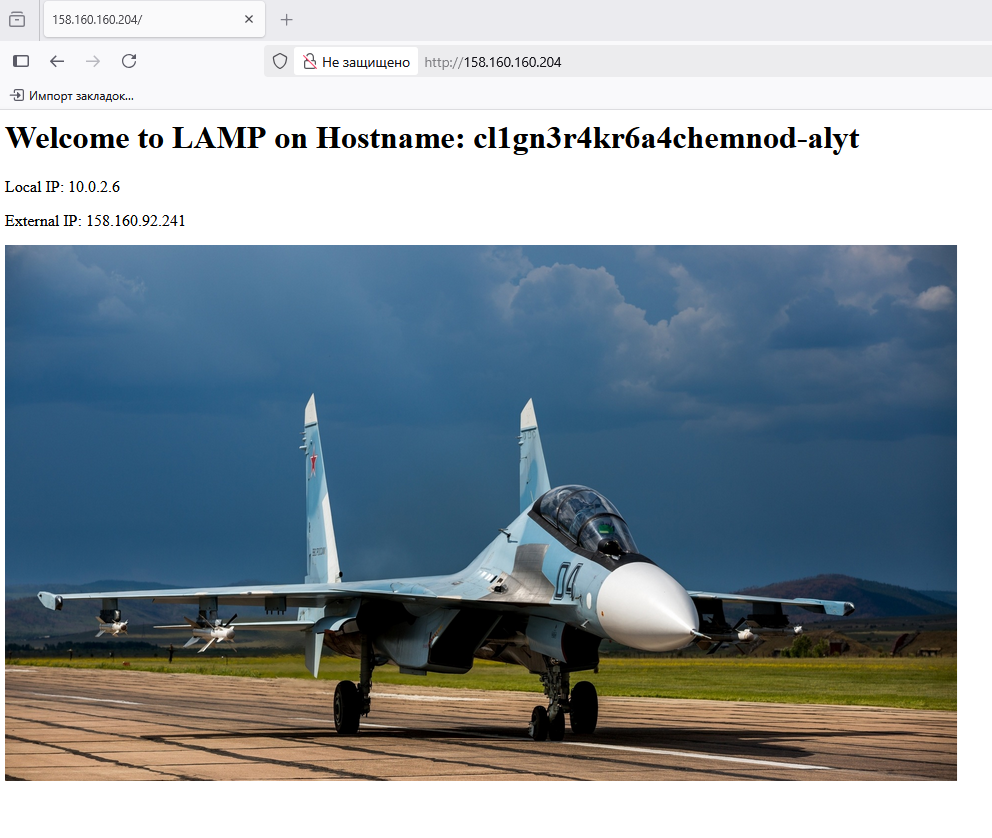 158.160.160.204/
Не защищено
http://158.160.160.204
Импорт закладок...
Welcome to LAMP on Hostname: cl1gn3r4kr6a4chemnod-alyt
Local IP: 10.0.2.6
External IP: 158.160.92.241
04